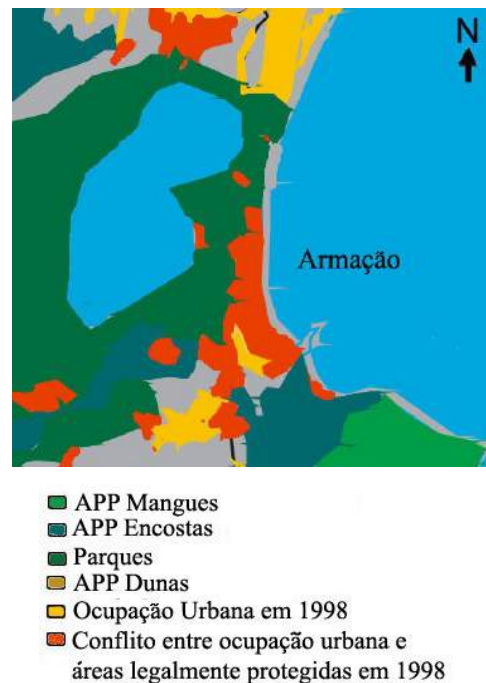 N
Armação
APP Mangues
APP Encostas
Parques
APP Dunas
Ocupação Urbana em 1998
Conflito entre ocupação urbana e
áreas legalmente protegidas em 1998